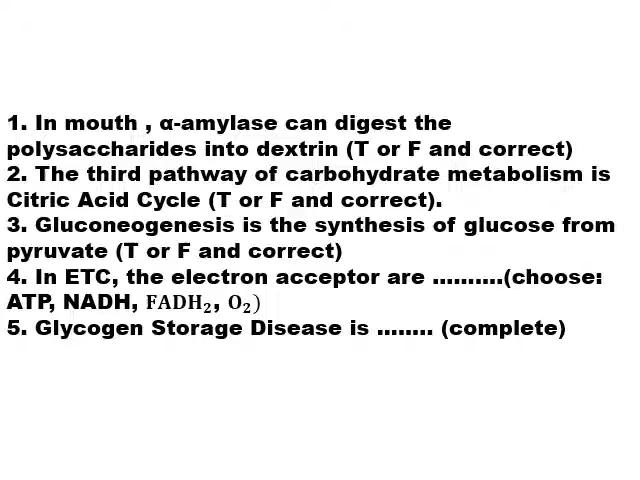 1. In mouth , α-amylase can digest the
polysaccharides into dextrin (T or F and correct)
2. The third pathway of carbohydrate metabolism is
Citric Acid Cycle (T or F and correct).
3. Gluconeogenesis is the synthesis of glucose from
pyruvate (T or F and correct)
4. In ETC, the electron acceptor are ..........(choose:
ATP, NADH, FADH₂, O₂)
5. Glycogen Storage Disease is ........ (complete)